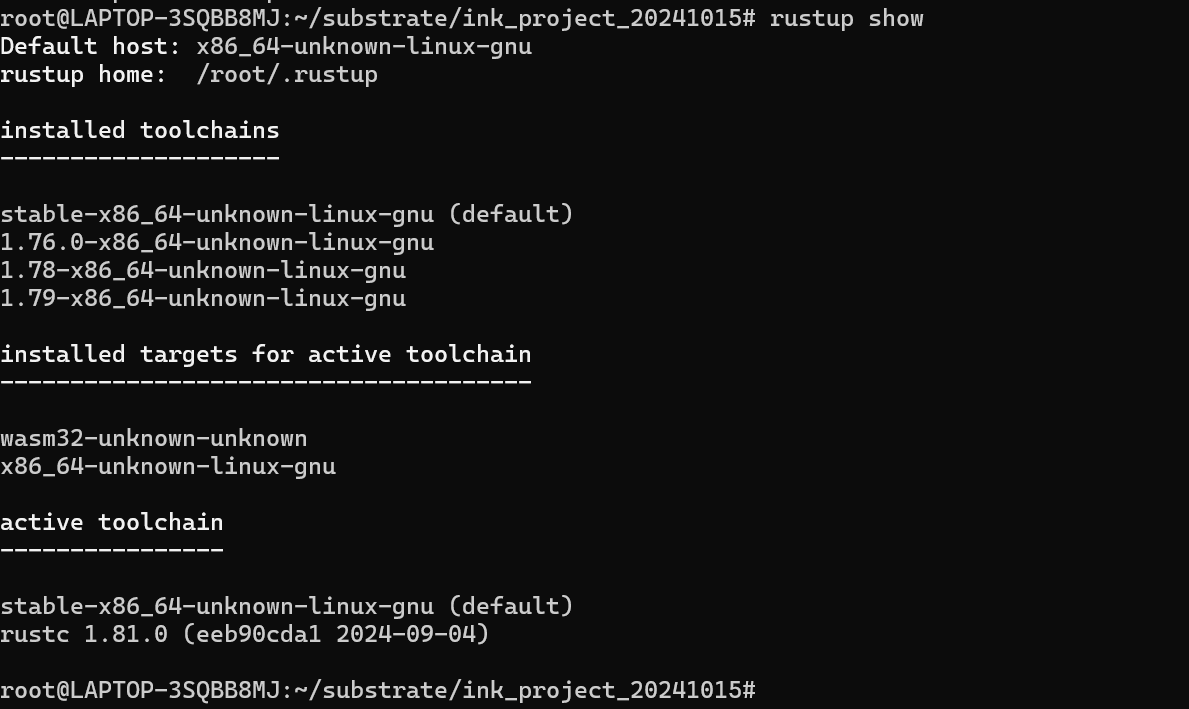 root@LAPTOP-3SQBB8MJ:~/substrate/ink_project_20241015# rustup show
Default host: x86_64-unknown-linux-gnu
rustup home:  /root/.rustup
installed toolchains
--------------------
stable-x86_64-unknown-linux-gnu (default)
1.76.0-x86_64-unknown-linux-gnu
1.78-x86_64-unknown-linux-gnu
1.79-x86_64-unknown-linux-gnu
installed targets for active toolchain
--------------------------------------
wasm32-unknown-unknown
x86_64-unknown-linux-gnu
active toolchain
----------------
stable-x86_64-unknown-linux-gnu (default)
rustc 1.81.0 (eeb90cda1 2024-09-04)
root@LAPTOP-3SQBB8MJ:~/substrate/ink_project_20241015#